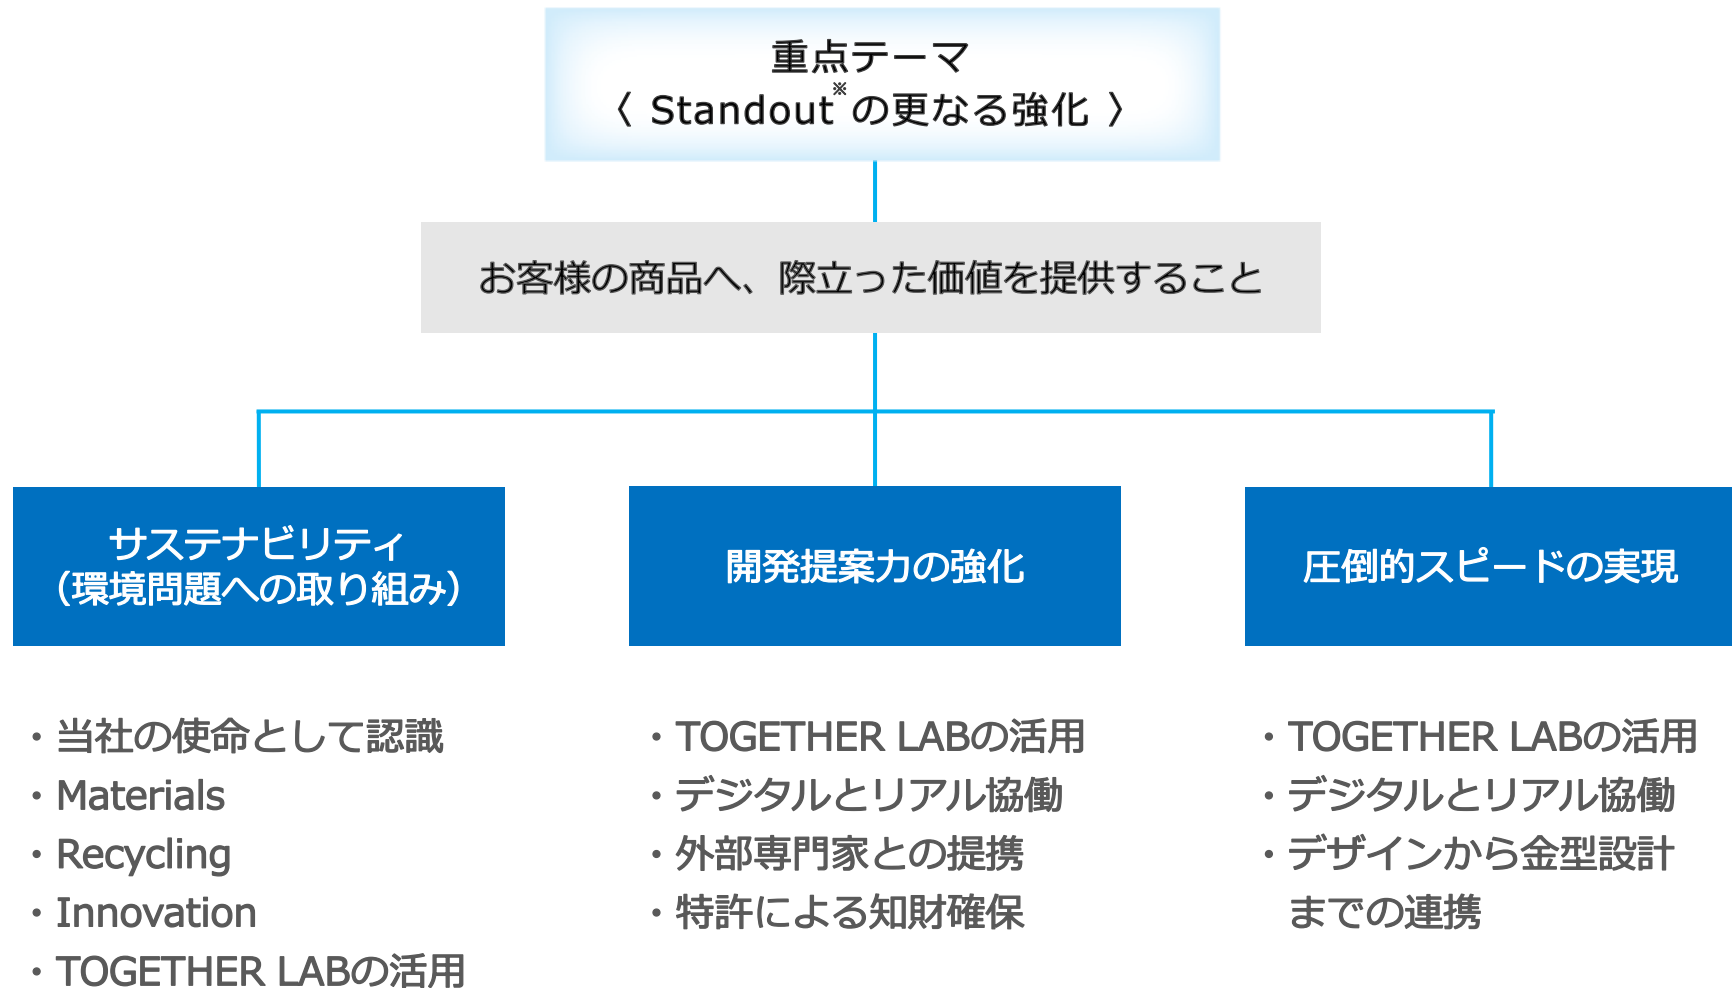 重点テーマ
〈 Standout※の更なる強化 〉
お客様の商品へ、際立った価値を提供すること
サステナビリティ
（環境問題への取り組み）
・当社の使命として認識
・Materials
・Recycling
・Innovation
・TOGETHER LABの活用
開発提案力の強化
・TOGETHER LABの活用
・デジタルとリアル協働
・外部専門家との提携
・特許による知財確保
圧倒的スピードの実現
・TOGETHER LABの活用
・デジタルとリアル協働
・デザインから金型設計
までの連携